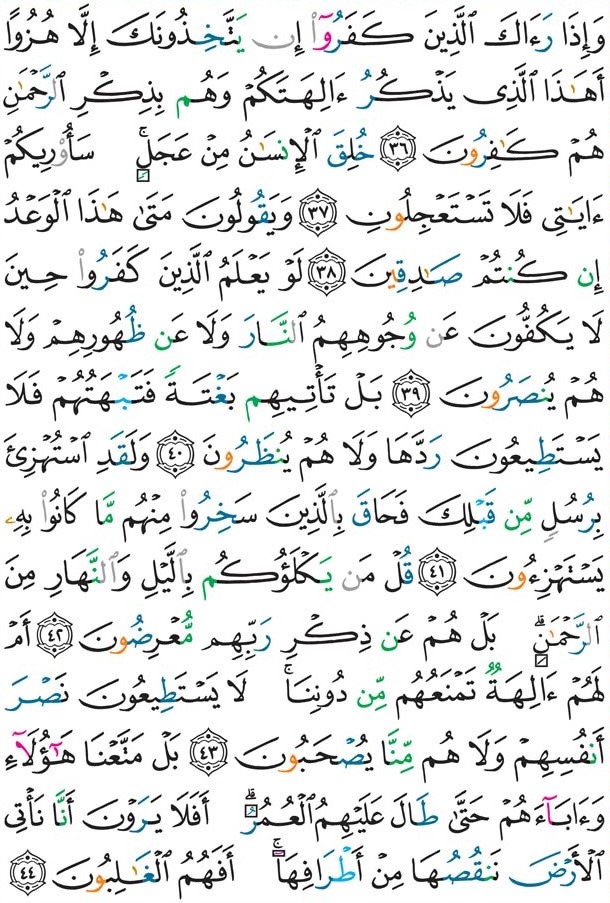 وَإِذَا رَءَاكَ ٱلَّذِينَ كَفَرُوٓا۟ إِن يَتَّخِذُونَكَ إِلَّا هُزُوًا
أَهَٰذَا ٱلَّذِى يَذْكُرُ ءَالِهَتَكُمْ وَهُم بِذِكْرِ ٱلرَّحْمَٰنِ
هُمْ كَٰفِرُونَ ٣٦ خُلِقَ ٱلْإِنسَٰنُ مِنْ عَجَلٍۢ ۚ سَأُو۟رِيكُمْ
ءَايَٰتِى فَلَا تَسْتَعْجِلُونِ ٣٧ وَيَقُولُونَ مَتَىٰ هَٰذَا ٱلْوَعْدُ
إِن كُنتُمْ صَٰدِقِينَ ٣٨ لَوْ يَعْلَمُ ٱلَّذِينَ كَفَرُوا۟ حِينَ
لَا يَكُفُّونَ عَن وُجُوهِهِمُ ٱلنَّارَ وَلَا عَن ظُهُورِهِمْ وَلَا
هُمْ يُنصَرُونَ ٣٩ بَلْ تَأْتِيهِم بَغْتَةً فَتَبْهَتُهُمْ فَلَا
يَسْتَطِيعُونَ رَدَّهَا وَلَا هُمْ يُنظَرُونَ ٤٠ وَلَقَدِ ٱسْتُهْزِئَ
بِرُسُلٍ مِّن قَبْلِكَ فَحَاقَ بِٱلَّذِينَ سَخِرُوا۟ مِنْهُم مَّا كَانُوا۟ بِهِۦ
يَسْتَهْزِءُونَ ٤١ قُلْ مَن يَكْلَؤُكُم بِٱلَّيْلِ وَٱلنَّهَارِ مِنَ
ٱلرَّحْمَٰنِ ۗ بَلْ هُمْ عَن ذِكْرِ رَبِّهِم مُّعْرِضُونَ ٤٢ أَمْ
لَهُمْ ءَالِهَةٌ تَمْنَعُهُم مِّن دُونِنَا ۚ لَا يَسْتَطِيعُونَ نَصْرَ
أَنفُسِهِمْ وَلَا هُم مِّنَّا يُصْحَبُونَ ٤٣ بَلْ مَتَّعْنَا هَٰٓؤُلَآءِ
وَءَابَآءَهُمْ حَتَّىٰ طَالَ عَلَيْهِمُ ٱلْعُمُرُ ۗ أَفَلَا يَرَوْنَ أَنَّا نَأْتِى
ٱلْأَرْضَ نَنقُصُهَا مِنْ أَطْرَافِهَآ ۚ أَفَهُمُ ٱلْغَٰلِبُونَ ٤٤